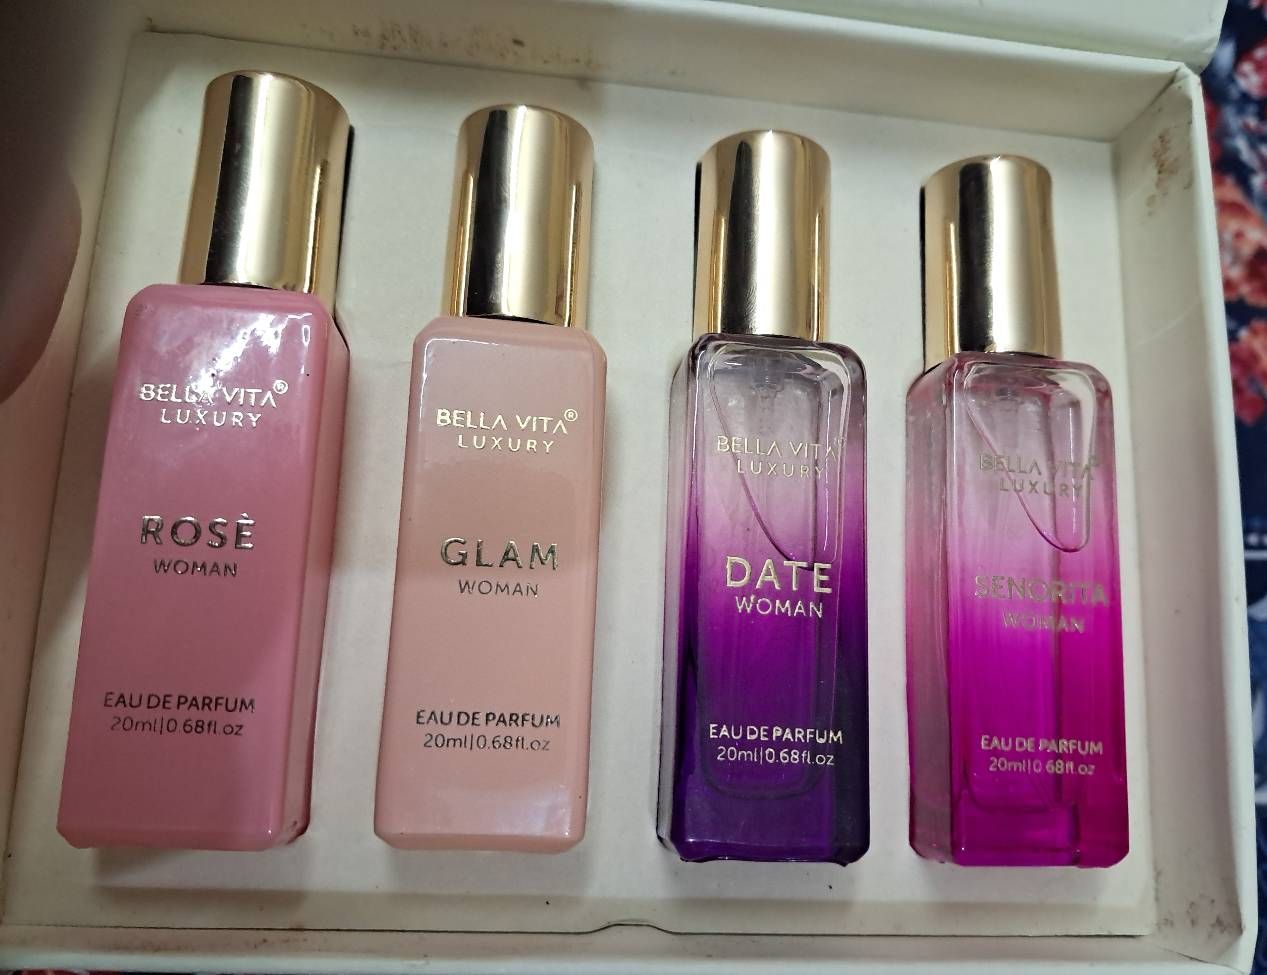 BELLA VITA®
LUXURY
ROSÈ
WOMAN
EAU DE PARFUM
20ml|0.68fl.oz
BELLA VITA®
LUXURY
GLAM
WOMAN
EAU DE PARFUM
20ml|0.68fl.oz
BELLA VITA®
LUXURY
DATE
WOMAN
EAU DE PARFUM
20ml|0.68fl.oz
BELLA VITA®
LUXURY
SENORITA
WOMAN
EAU DE PARFUM
20ml|0.68fl.oz